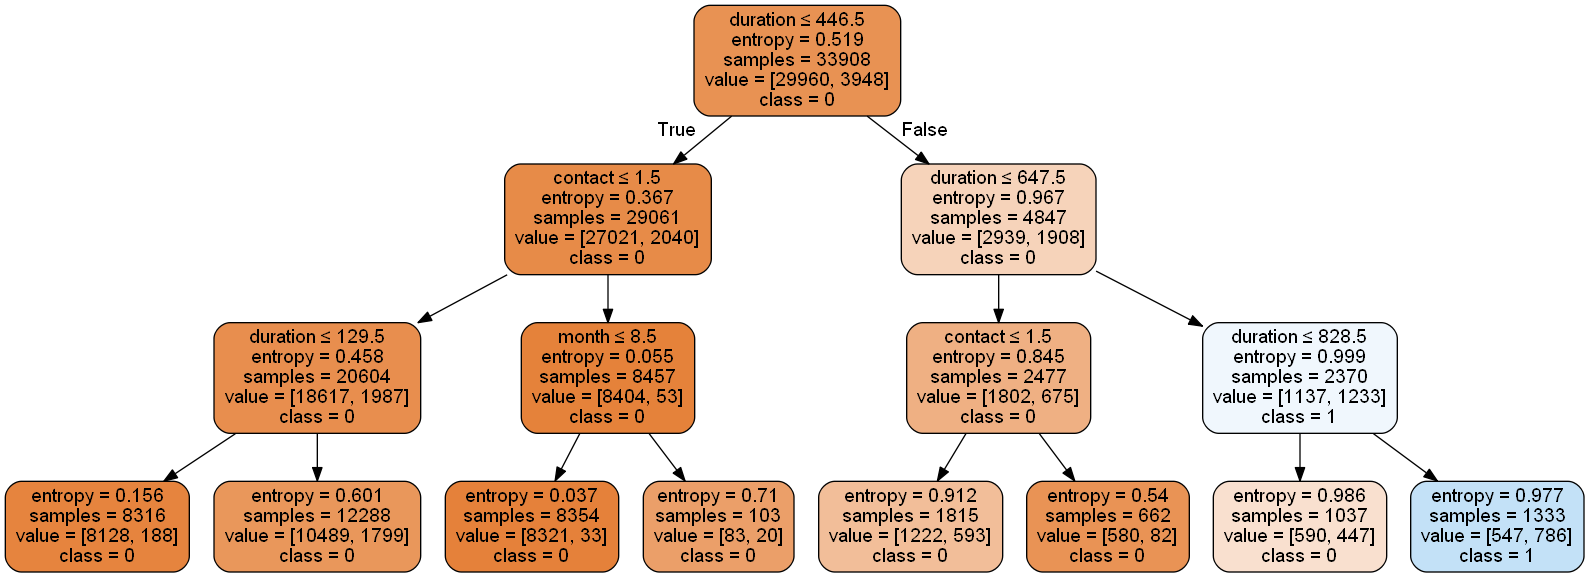 duration ≤ 446.5
entropy = 0.519
samples = 33908
value = [29960, 3948]
class = 0
True
False
contact ≤ 1.5
entropy = 0.367
samples = 29061
value = [27021, 2040]
class = 0
duration ≤ 647.5
entropy = 0.967
samples = 4847
value = [2939, 1908]
class = 0
duration ≤ 129.5
entropy = 0.458
samples = 20604
value = [18617, 1987]
class = 0
month ≤ 8.5
entropy = 0.055
samples = 8457
value = [8404, 53]
class = 0
contact ≤ 1.5
entropy = 0.845
samples = 2477
value = [1802, 675]
class = 0
duration ≤ 828.5
entropy = 0.999
samples = 2370
value = [1137, 1233]
class = 1
entropy = 0.156
samples = 8316
value = [8128, 188]
class = 0
entropy = 0.601
samples = 12288
value = [10489, 1799]
class = 0
entropy = 0.037
samples = 8354
value = [8321, 33]
class = 0
entropy = 0.71
samples = 103
value = [83, 20]
class = 0
entropy = 0.912
samples = 1815
value = [1222, 593]
class = 0
entropy = 0.54
samples = 662
value = [580, 82]
class = 0
entropy = 0.986
samples = 1037
value = [590, 447]
class = 0
entropy = 0.977
samples = 1333
value = [547, 786]
class = 1